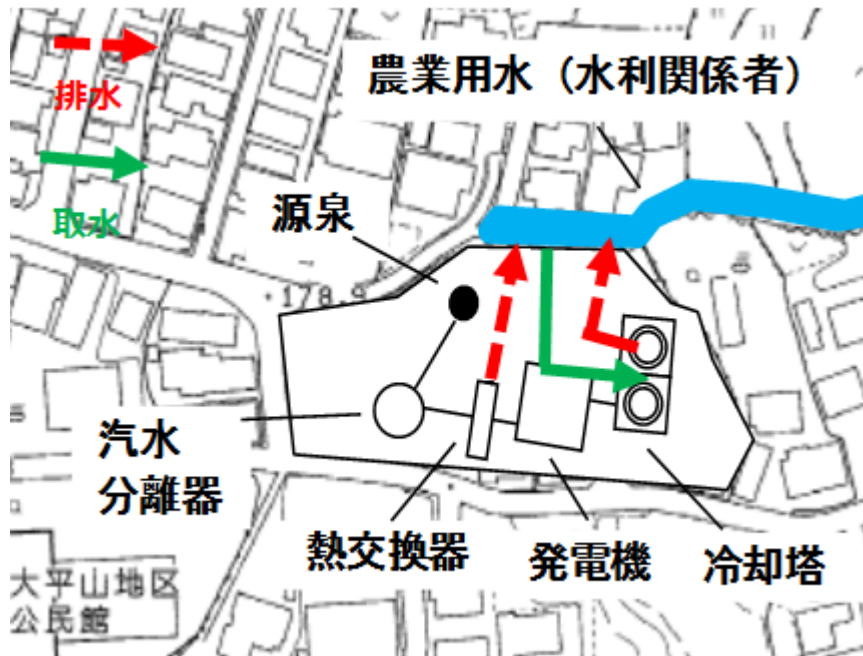 排水
農業用水（水利関係者）
取水
源泉
178.9
汽水
分離器
熱交換器
発電機
冷却塔
大平山地区
公民館